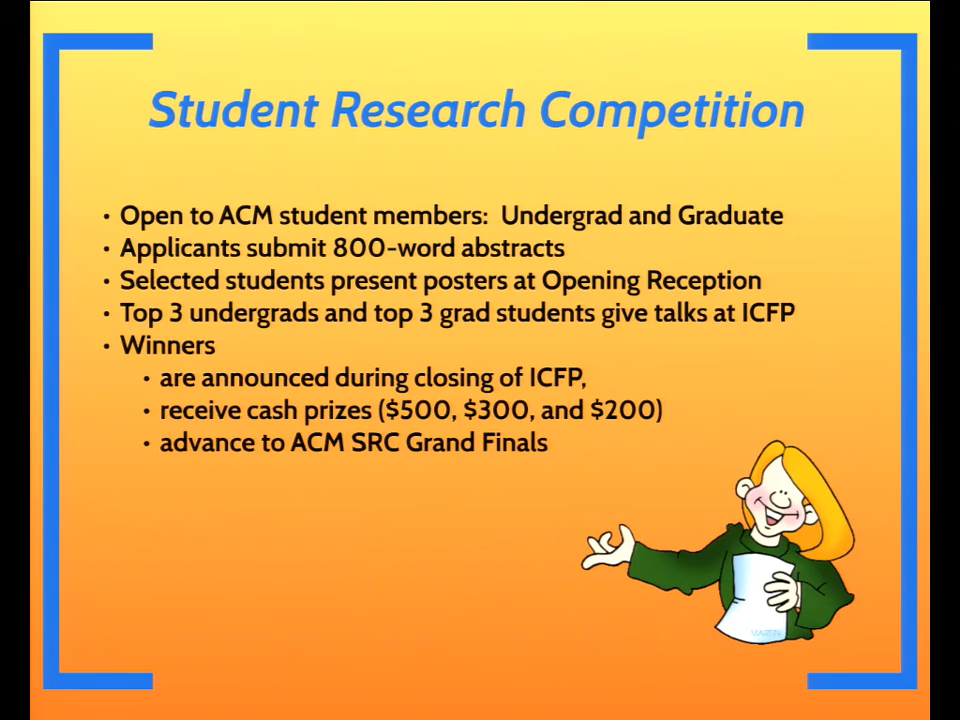 Student Research Competition
• Open to ACM student members:  Undergrad and Graduate
• Applicants submit 800-word abstracts
• Selected students present posters at Opening Reception
• Top 3 undergrads and top 3 grad students give talks at ICFP
• Winners
• are announced during closing of ICFP,
• receive cash prizes ($500, $300, and $200)
• advance to ACM SRC Grand Finals